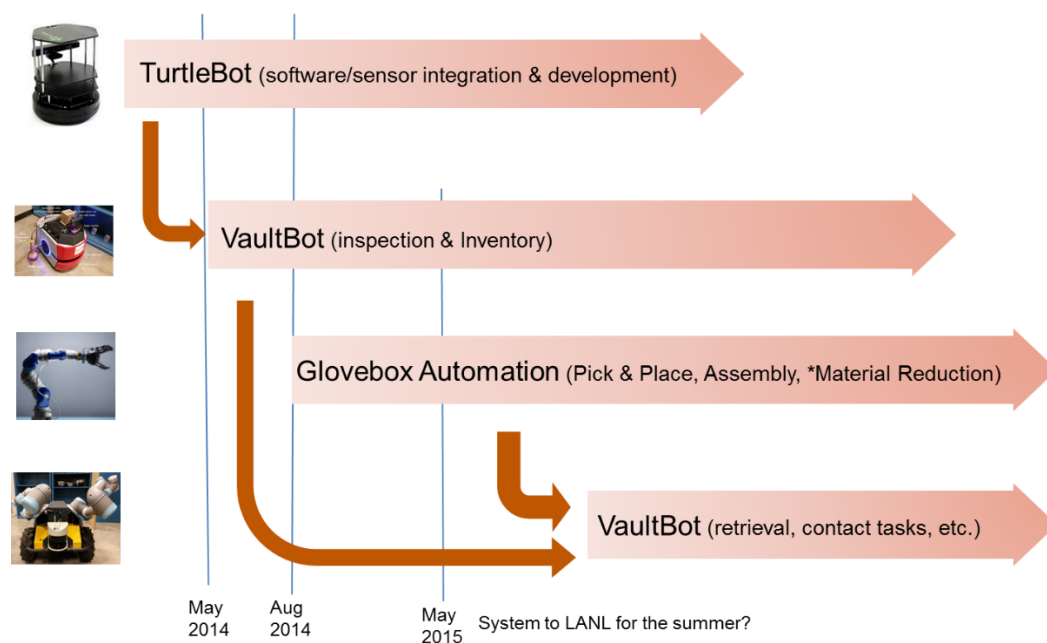 TurtleBot (software/sensor integration & development)
VaultBot (inspection & Inventory)
Glovebox Automation (Pick & Place, Assembly, *Material Reduction)
VaultBot (retrieval, contact tasks, etc.)
May
2014
Aug
2014
May
2015
System to LANL for the summer?